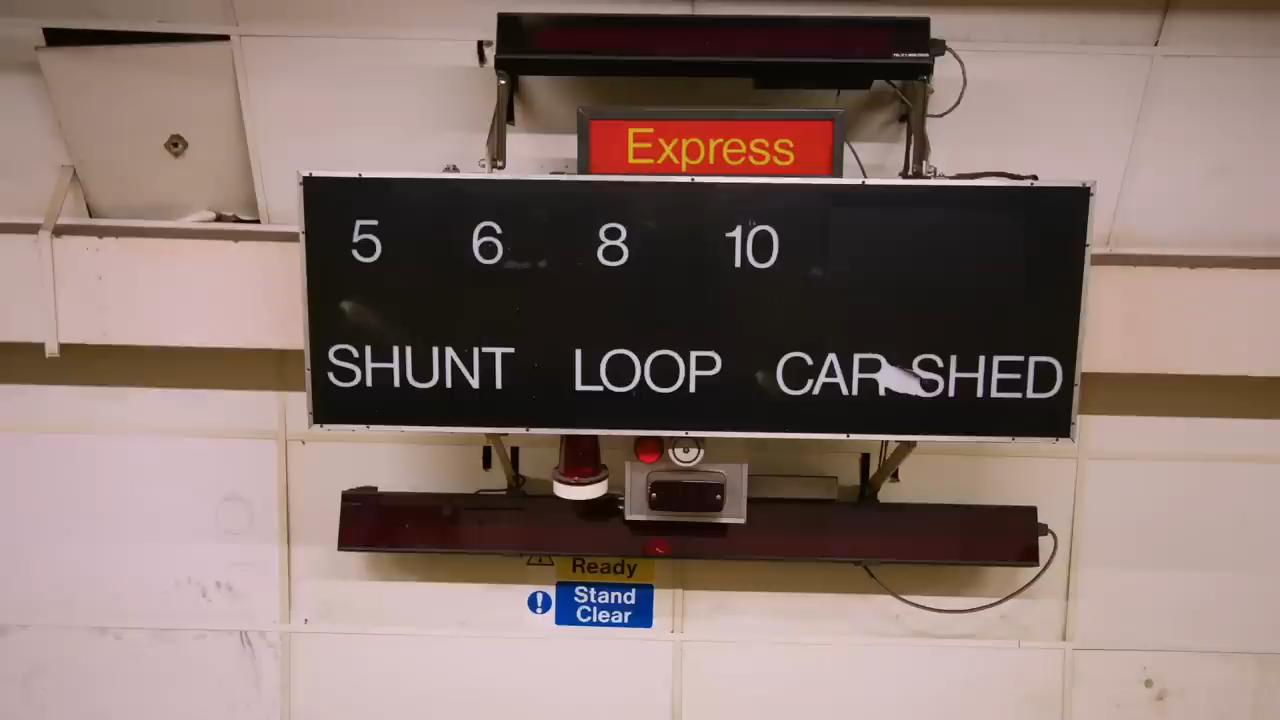 Express
5 6 8 10
SHUNT LOOP CAR SHED
Ready
Stand
Clear